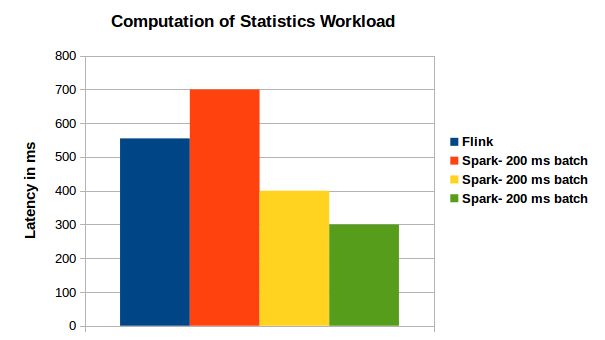 Computation of Statistics Workload
800
700
600
500
400
300
200
100
0
Latency in ms
Flink
Spark- 200 ms batch
Spark- 200 ms batch
Spark- 200 ms batch